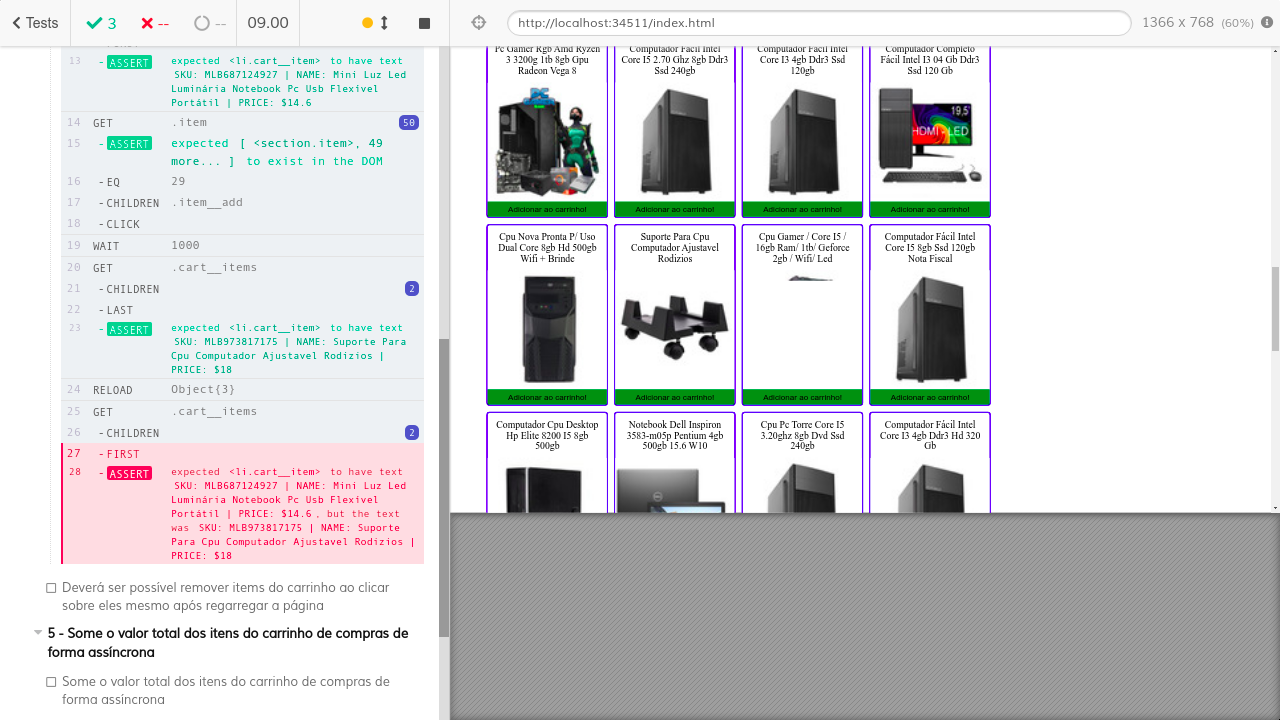 Tests
3
--
--
09.00
http://localhost:34511/index.html
1366 x 768 (60%)
13 - ASSERT expected <li.cart__item> to have text
SKU: MLB687124927 | NAME: Mini Luz Led
Luminária Notebook Pc Usb Flexível
Portátil | PRICE: $14.6
14 GET .item 50
15 - ASSERT expected [ <section.item>, 49
more... ] to exist in the DOM
16 - EQ 29
17 - CHILDREN .item__add
18 - CLICK
19 WAIT 1000
20 GET .cart__items
21 - CHILDREN 2
22 - LAST
23 - ASSERT expected <li.cart__item> to have text
SKU: MLB973817175 | NAME: Suporte Para
Cpu Computador Ajustavel Rodizios |
PRICE: $18
24 RELOAD Object{3}
25 GET .cart__items
26 - CHILDREN 2
27 - FIRST
28 - ASSERT expected <li.cart__item> to have text
SKU: MLB687124927 | NAME: Mini Luz Led
Luminária Notebook Pc Usb Flexível
Portátil | PRICE: $14.6 , but the text
was SKU: MLB973817175 | NAME: Suporte
Para Cpu Computador Ajustavel Rodizios |
PRICE: $18
Deverá ser possível remover items do carrinho ao clicar
sobre eles mesmo após regarregar a página
5 - Some o valor total dos itens do carrinho de compras de
forma assíncrona
Some o valor total dos itens do carrinho de compras de
forma assíncrona
Pc Gamer Rgb Amd Ryzen
3 3200g 1tb 8gb Gpu
Radeon Vega 8
Adicionar ao carrinho!
Computador Fácil Intel
Core I5 2.70 Ghz 8gb Ddr3
Ssd 240gb
Adicionar ao carrinho!
Computador Fácil Intel
Core I3 4gb Ddr3 Ssd
120gb
Adicionar ao carrinho!
Computador Completo
Fácil Intel I3 04 Gb Ddr3
Ssd 120 Gb
19,5"
HDMI - LED
Adicionar ao carrinho!
Cpu Nova Pronta P/ Uso
Dual Core 8gb Hd 500gb
Wifi + Brinde
Adicionar ao carrinho!
Suporte Para Cpu
Computador Ajustavel
Rodizios
Adicionar ao carrinho!
Cpu Gamer / Core I5 /
16gb Ram/ 1tb/ Geforce
2gb / Wifi/ Led
Adicionar ao carrinho!
Computador Fácil Intel
Core I5 8gb Ssd 120gb
Nota Fiscal
Adicionar ao carrinho!
Computador Cpu Desktop
Hp Elite 8200 I5 8gb
500gb
Notebook Dell Inspiron
3583-m05p Pentium 4gb
500gb 15.6 W10
Cpu Pc Torre Core I5
3.20ghz 8gb Dvd Ssd
240gb
Computador Fácil Intel
Core I3 4gb Ddr3 Hd 320
Gb